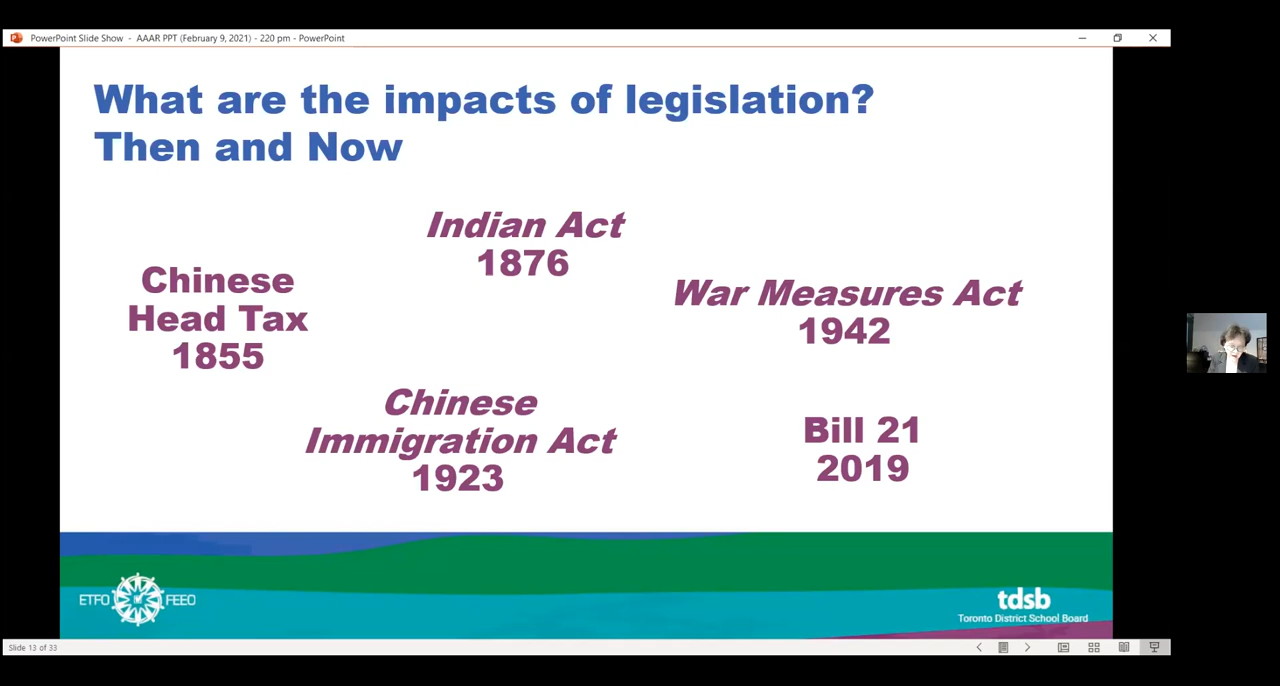 PowerPoint Slide Show - AAAR PPT (February 9, 2021) - 220 pm - PowerPoint
What are the impacts of legislation?
Then and Now
Indian Act
1876
Chinese
Head Tax
1855
War Measures Act
1942
Chinese
Immigration Act
1923
Bill 21
2019
ETFO FEEO
tdsb
Toronto District School Board
Slide 13 of 33